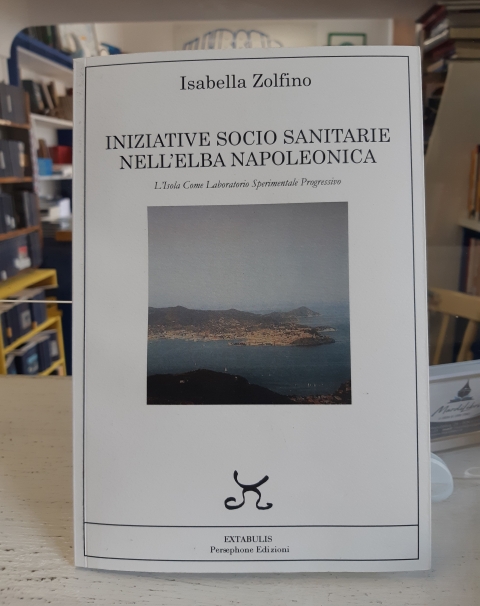 Isabella Zolfino
INIZIATIVE SOCIO SANITARIE
NELL'ELBA NAPOLEONICA
L'Isola Come Laboratorio Sperimentale Progressivo
EXTABULIS
Persephone Edizioni